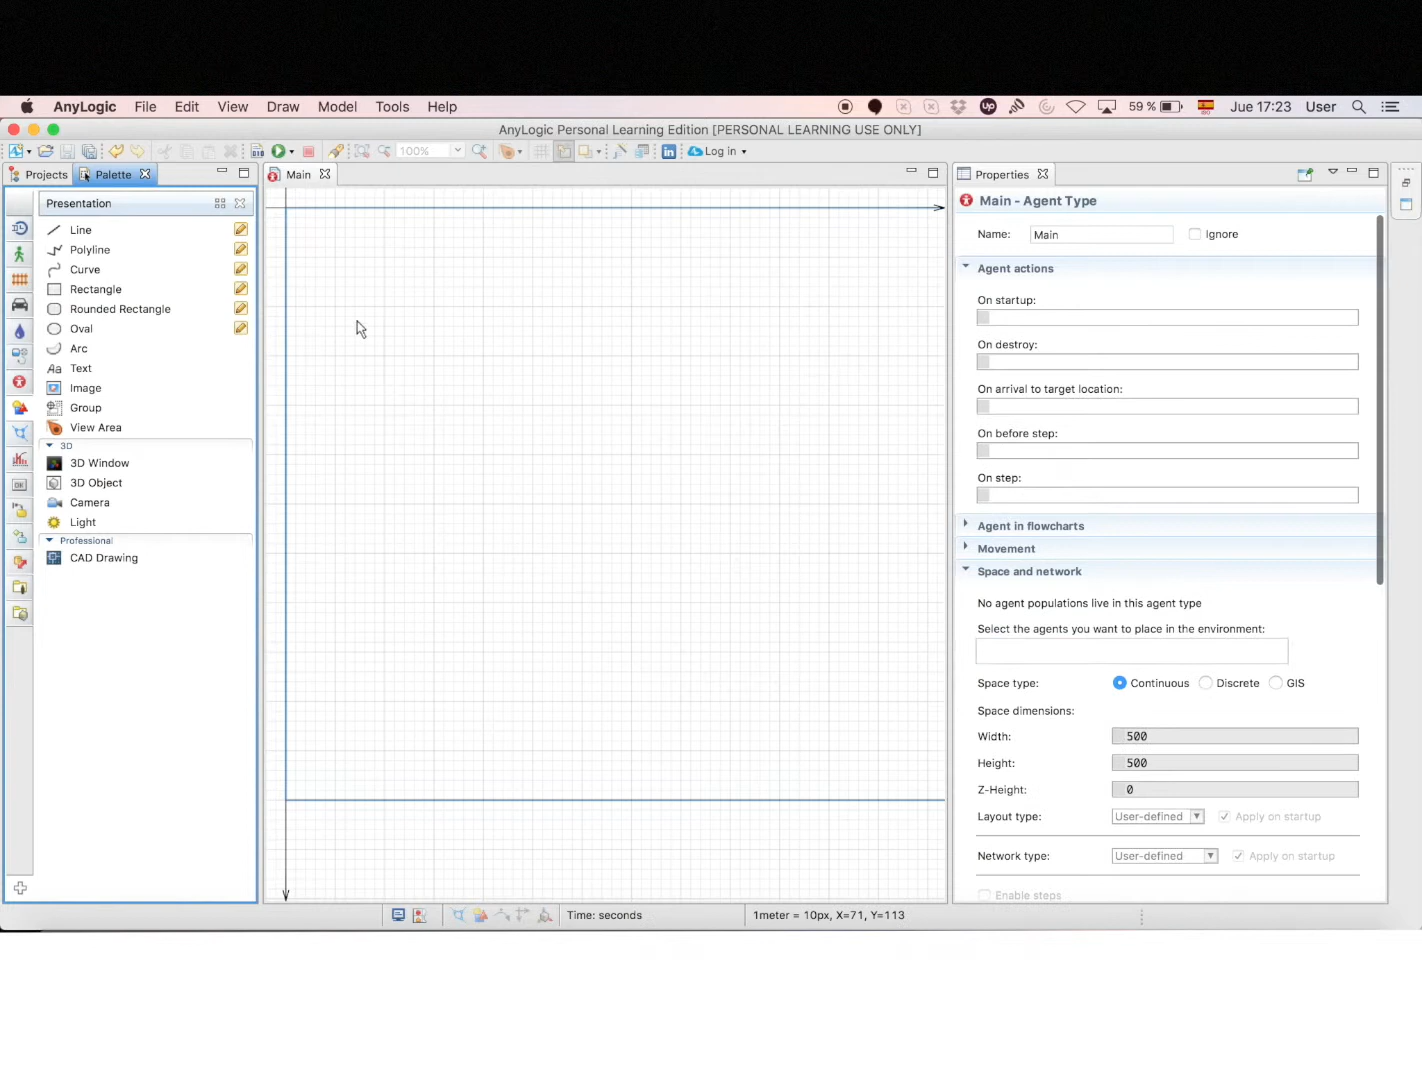 AnyLogic File Edit View Draw Model Tools Help
Up 59 % Jue 17:23 User
AnyLogic Personal Learning Edition [PERSONAL LEARNING USE ONLY]
100% in Log in
Projects Palette Main Properties
Presentation
Line
Polyline
Curve
Rectangle
Rounded Rectangle
Oval
Arc
Aa Text
Image
Group
View Area
3D
3D Window
3D Object
Camera
Light
Professional
CAD Drawing
OK
Main - Agent Type
Name: Main Ignore
Agent actions
On startup:
On destroy:
On arrival to target location:
On before step:
On step:
Agent in flowcharts
Movement
Space and network
No agent populations live in this agent type
Select the agents you want to place in the environment:
Space type: Continuous Discrete GIS
Space dimensions:
Width: 500
Height: 500
Z-Height: 0
Layout type: User-defined Apply on startup
Network type: User-defined Apply on startup
Enable steps
Time: seconds 1meter = 10px, X=71, Y=113